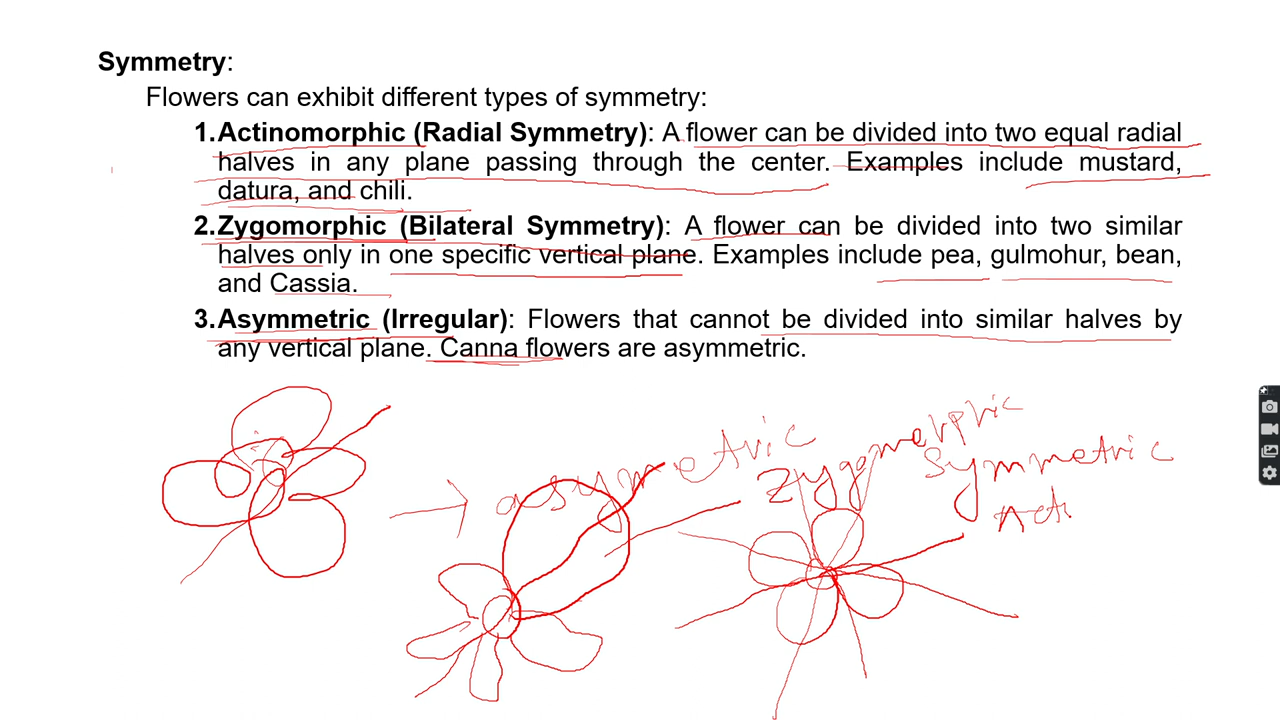 Symmetry:
Flowers can exhibit different types of symmetry:
1.Actinomorphic (Radial Symmetry): A flower can be divided into two equal radial
halves in any plane passing through the center. Examples include mustard,
datura, and chili.
2.Zygomorphic (Bilateral Symmetry): A flower can be divided into two similar
halves only in one specific vertical plane. Examples include pea, gulmohur, bean,
and Cassia.
3.Asymmetric (Irregular): Flowers that cannot be divided into similar halves by
any vertical plane. Canna flowers are asymmetric.
asymetric
zygomorphic
symmetric